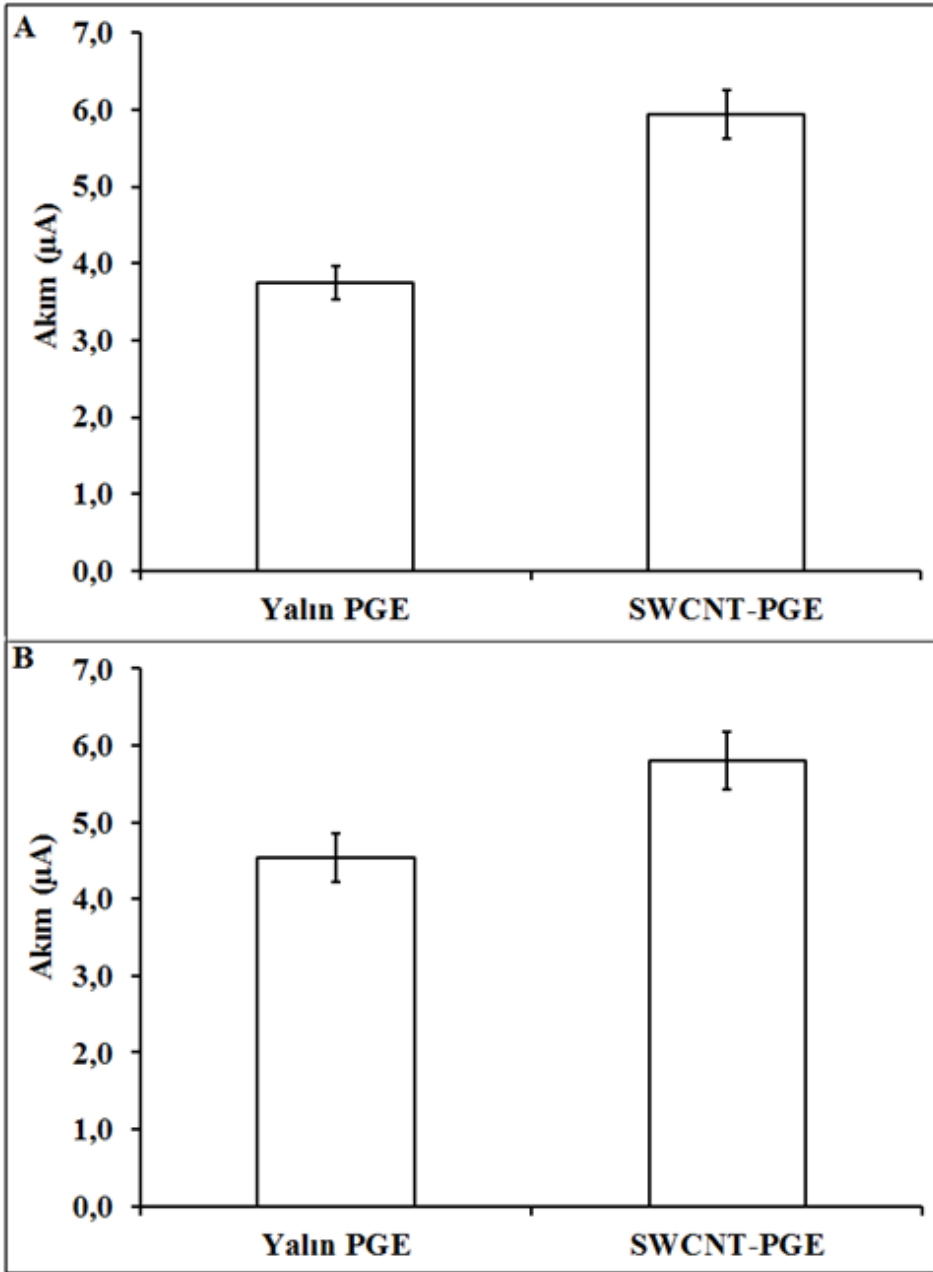 A
7,0
6,0
5,0
4,0
3,0
2,0
1,0
0,0
Akım (µA)
Yalın PGE SWCNT-PGE
B
7,0
6,0
5,0
4,0
3,0
2,0
1,0
0,0
Akım (µA)
Yalın PGE SWCNT-PGE